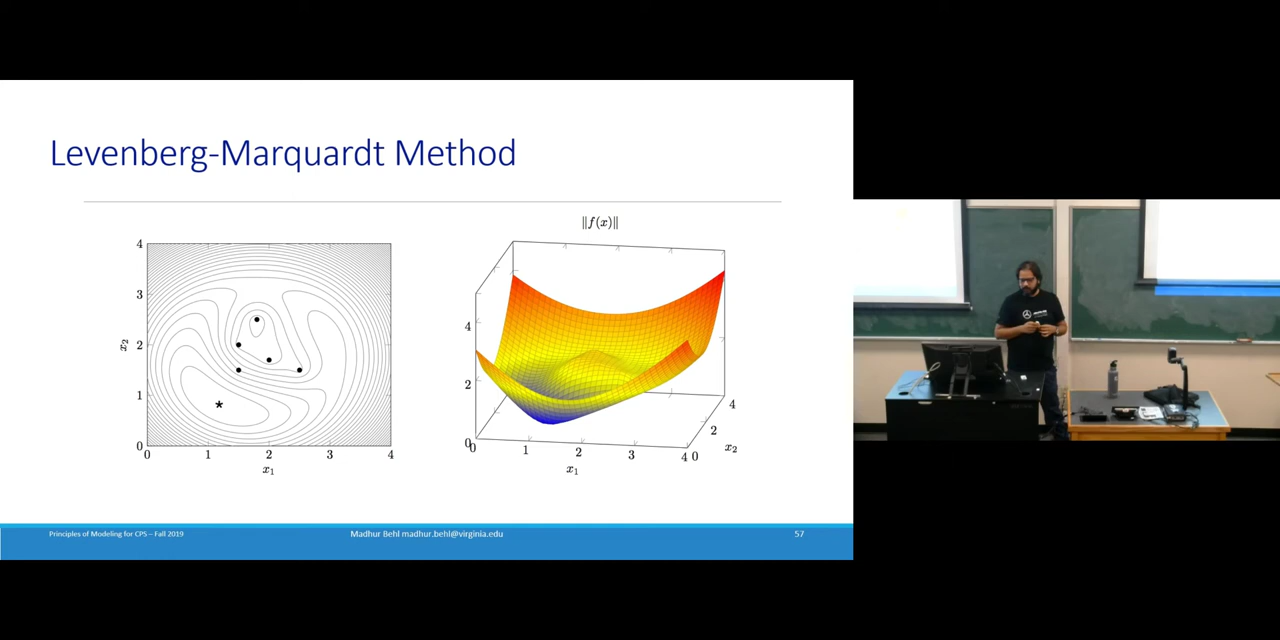 Levenberg-Marquardt Method
‖f(x)‖
4
3
2
1
0
x₂
0 1 2 3 4
x₁
4
2
0
0 1 2 3 4
x₁
0
2
4
x₂
Principles of Modeling for CPS – Fall 2019
Madhur Behl madhur.behl@virginia.edu
57